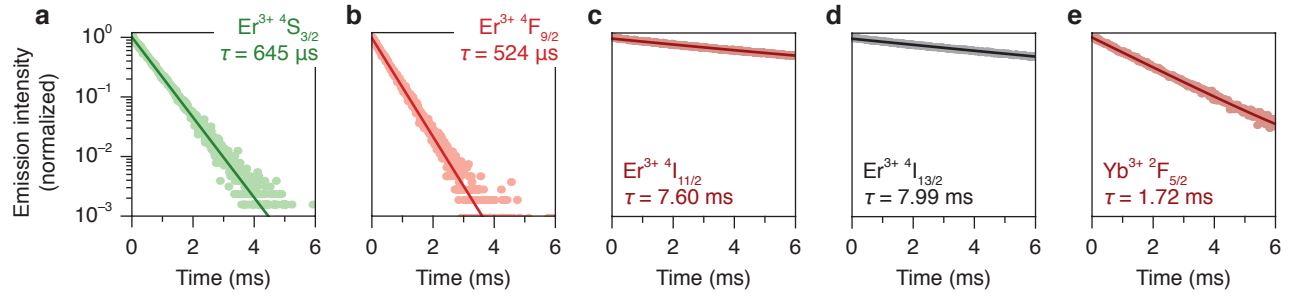 a
Er³⁺ ⁴S₃/₂
τ = 645 µs
b
Er³⁺ ⁴F₉/₂
τ = 524 µs
c
Er³⁺ ⁴I₁₁/₂
τ = 7.60 ms
d
Er³⁺ ⁴I₁₃/₂
τ = 7.99 ms
e
Yb³⁺ ²F₅/₂
τ = 1.72 ms
Emission intensity
(normalized)
10⁰
10⁻¹
10⁻²
10⁻³
0 2 4 6
0 2 4 6
0 2 4 6
0 2 4 6
0 2 4 6
Time (ms)
Time (ms)
Time (ms)
Time (ms)
Time (ms)